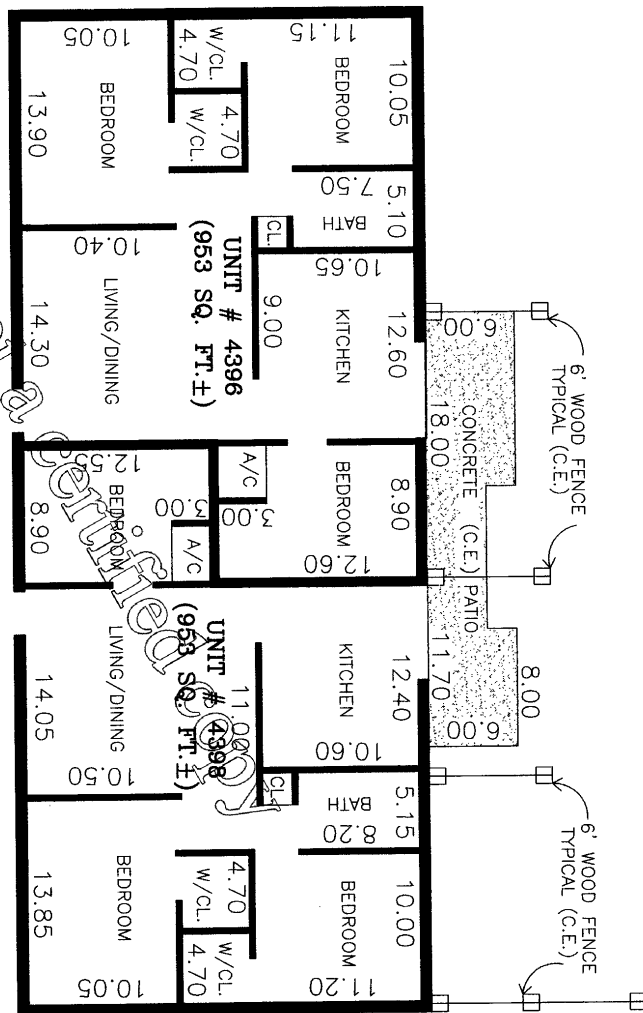 6' WOOD FENCE
TYPICAL (C.E.)
6' WOOD FENCE
TYPICAL (C.E.)
CONCRETE (C.E.) PATIO
6.00
18.00
11.70
8.00
6.00
10.05
BEDROOM
11.15
W/CL.
4.70
4.70
W/CL.
10.05
BEDROOM
13.90
5.10
BATH
7.50
CL.
12.60
KITCHEN
10.65
9.00
UNIT # 4396
(953 SQ. FT.±)
10.40
LIVING/DINING
14.30
8.90
BEDROOM
12.60
A/C
3.00
3.00
A/C
12.55
BEDROOM
8.90
12.40
KITCHEN
10.60
11.00
UNIT # 4398
(953 SQ. FT.±)
LIVING/DINING
14.05
10.50
CL.
5.15
BATH
8.20
10.00
BEDROOM
11.20
4.70
W/CL.
W/CL.
4.70
BEDROOM
13.85
10.05
a certified copy